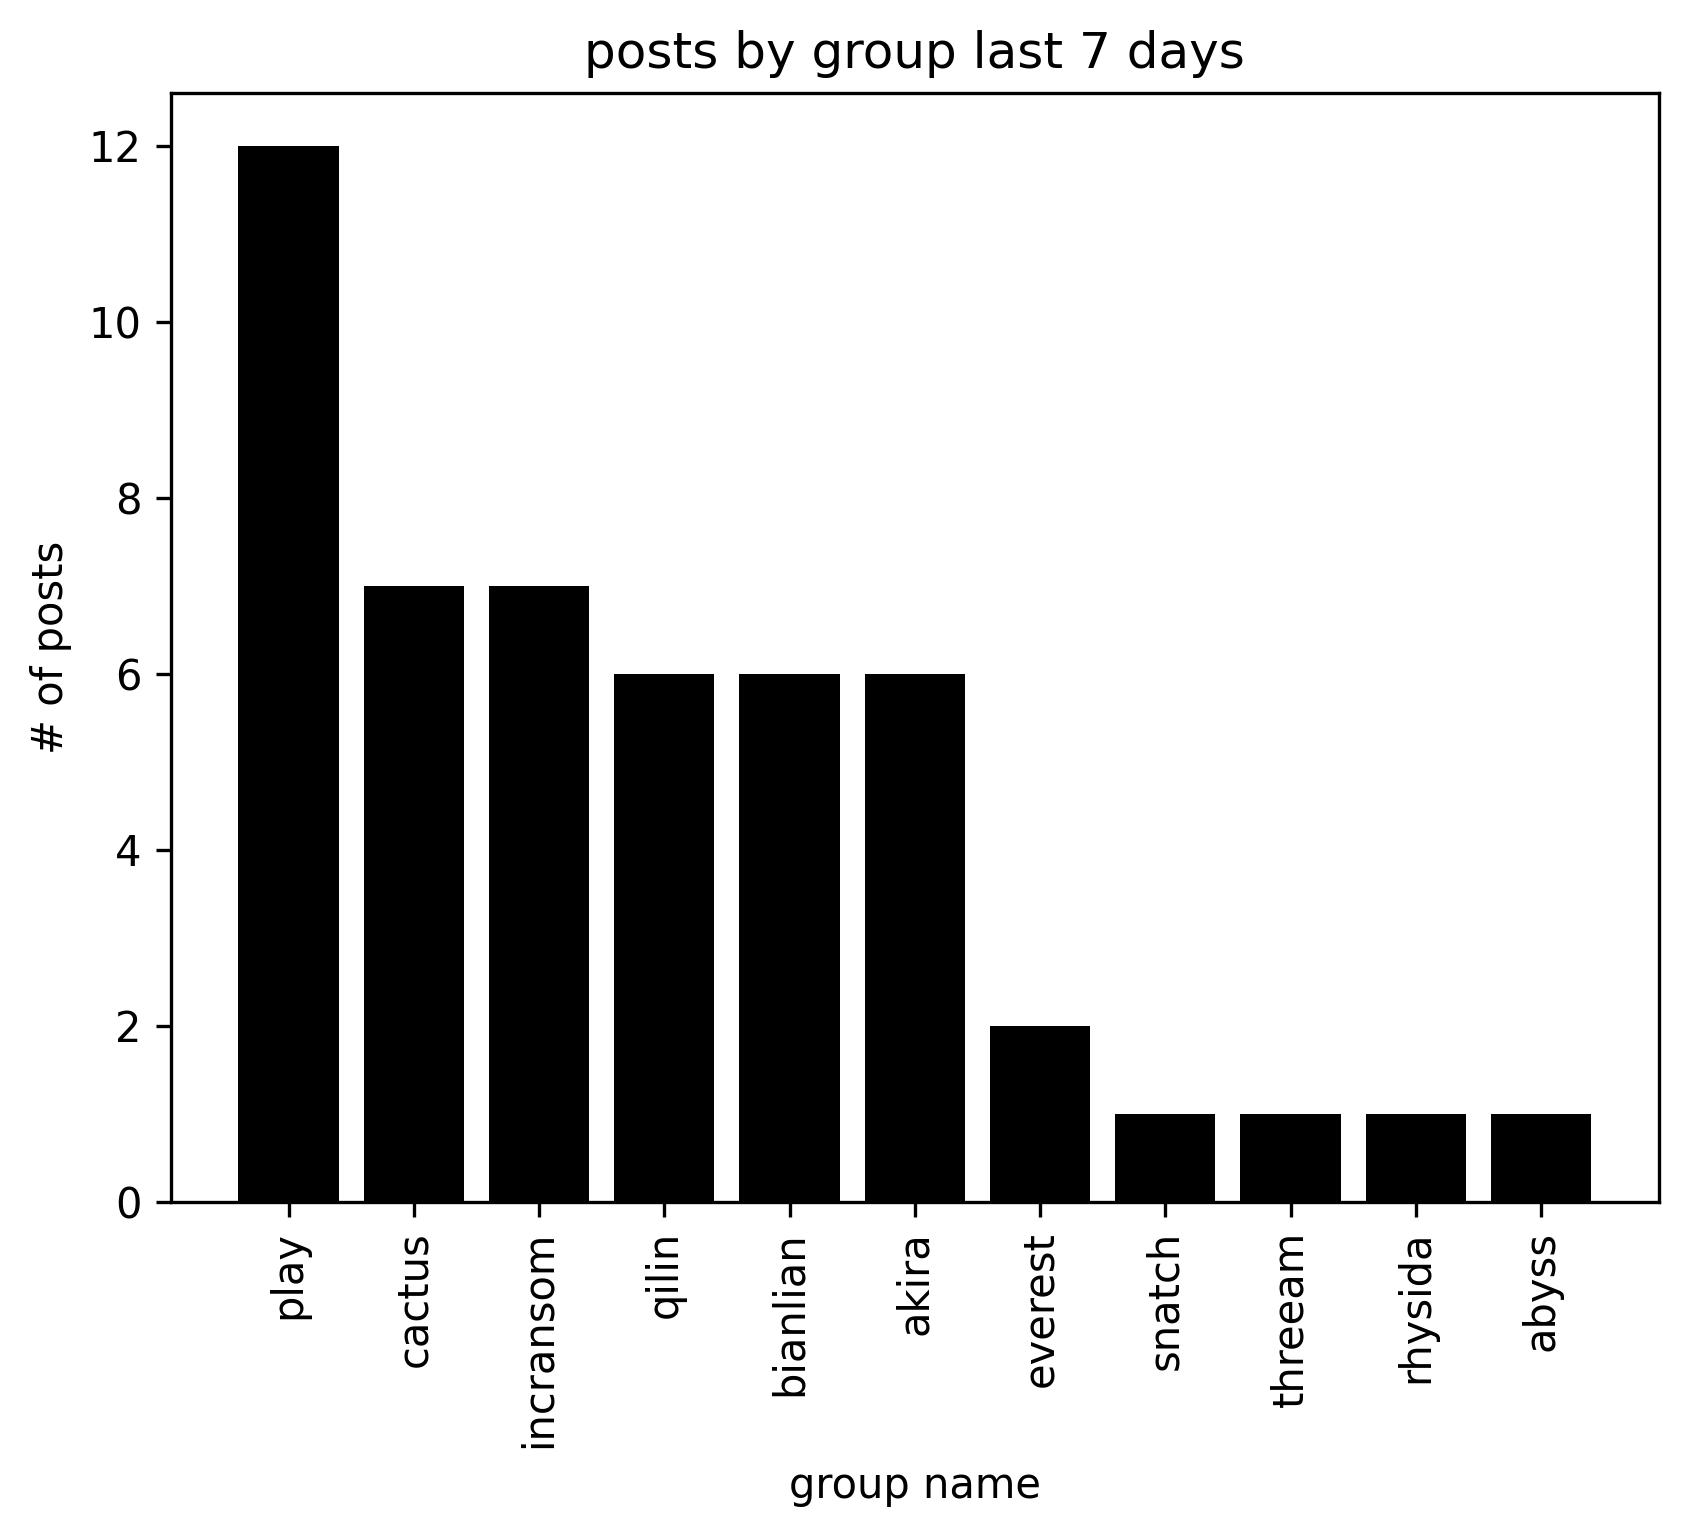 posts by group last 7 days
12
10
8
6
4
2
0
# of posts
play
cactus
incransom
qilin
bianlian
akira
everest
snatch
threeam
rhysida
abyss
group name